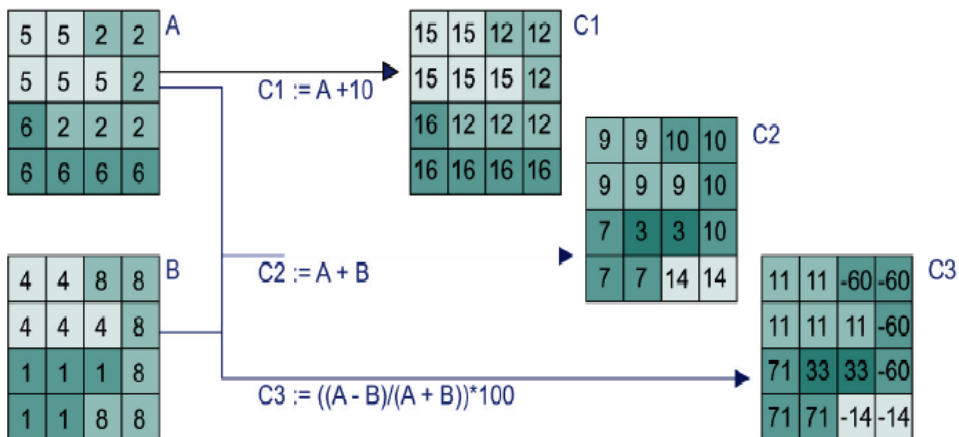 A
5 5 2 2
5 5 5 2
6 2 2 2
6 6 6 6
C1 := A +10
C1
15 15 12 12
15 15 15 12
16 12 12 12
16 16 16 16
B
4 4 8 8
4 4 4 8
1 1 1 8
1 1 8 8
C2 := A + B
C2
9 9 10 10
9 9 9 10
7 3 3 10
7 7 14 14
C3 := ((A - B)/(A + B))*100
C3
11 11 -60 -60
11 11 11 -60
71 33 33 -60
71 71 -14 -14